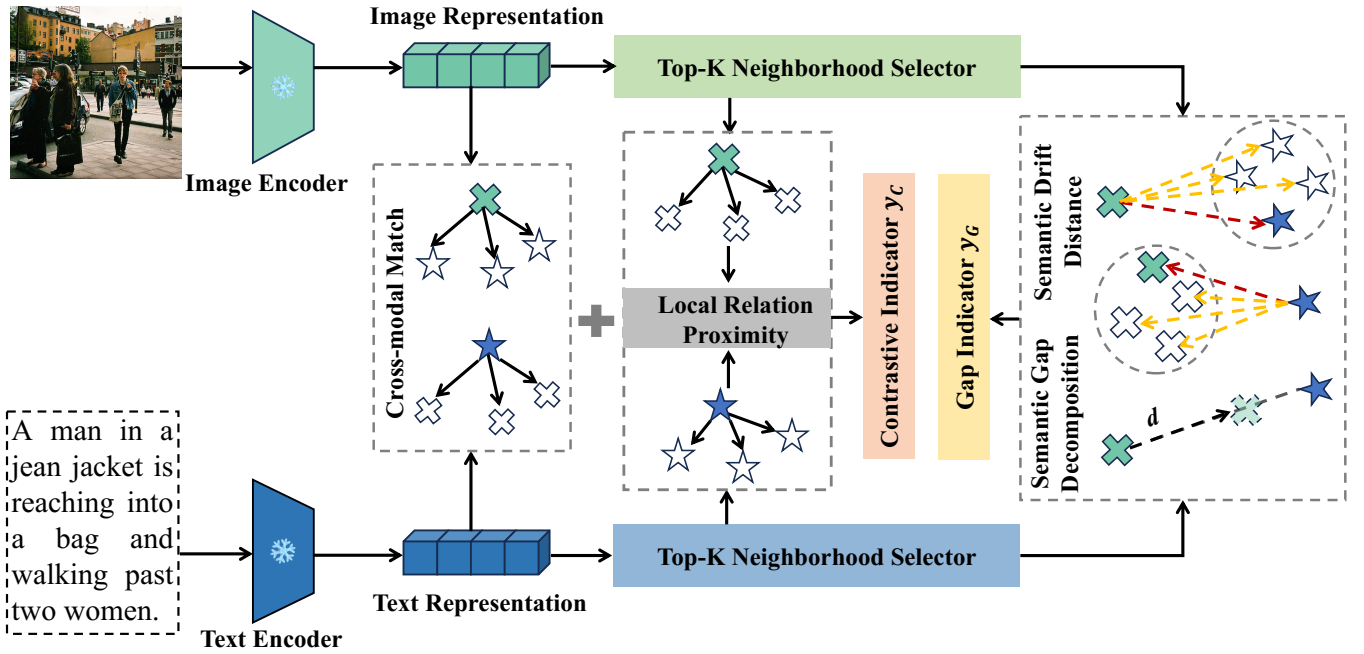 Image Representation
Top-K Neighborhood Selector
Image Encoder
Cross-modal Match
Local Relation
Proximity
Contrastive Indicator y_C
Gap Indicator y_G
Semantic Drift
Distance
Semantic Gap
Decomposition
d
A man in a
jean jacket is
reaching into
a bag and
walking past
two women.
Text Encoder
Text Representation
Top-K Neighborhood Selector